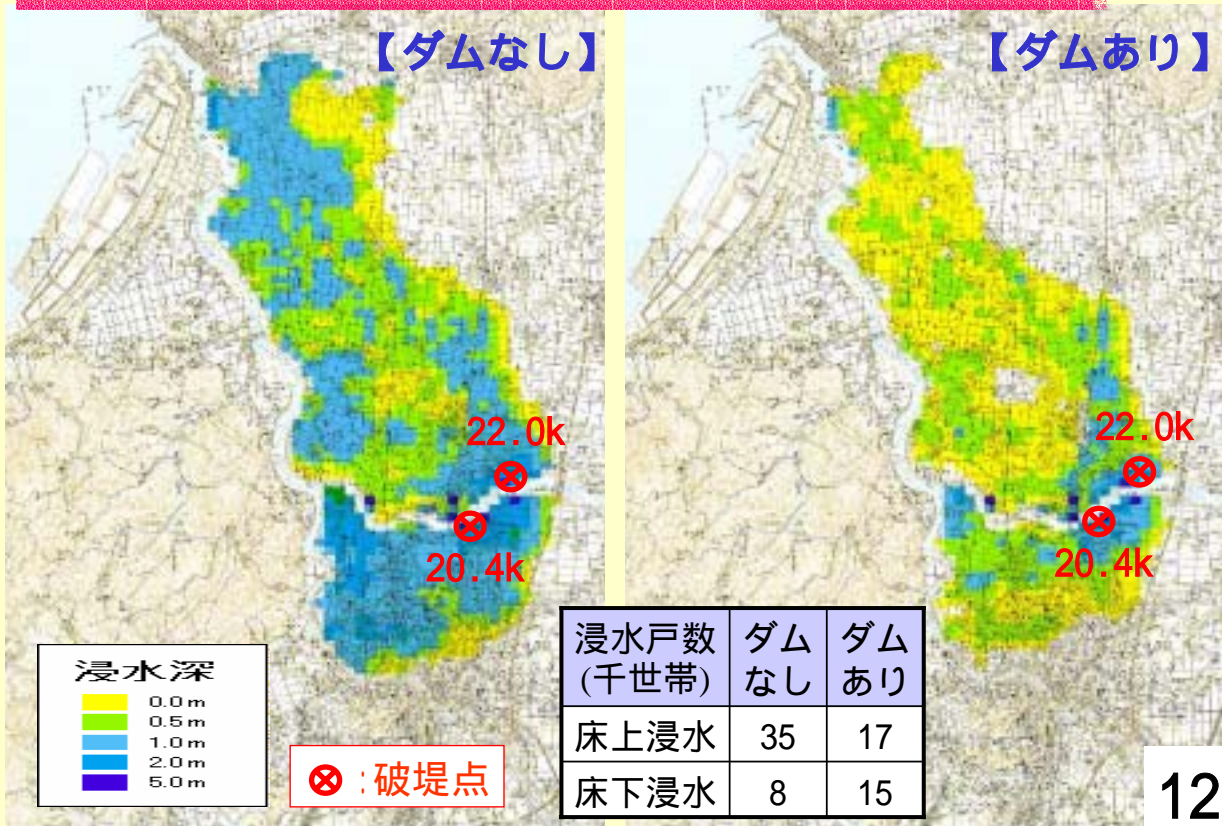 【ダムなし】
【ダムあり】
22.0k
20.4k
22.0k
20.4k
浸水深
0.0m
0.5m
1.0m
2.0m
5.0m
⊗:破堤点
浸水戸数(千世帯) ダムなし ダムあり
床上浸水 35 17
床下浸水 8 15
12